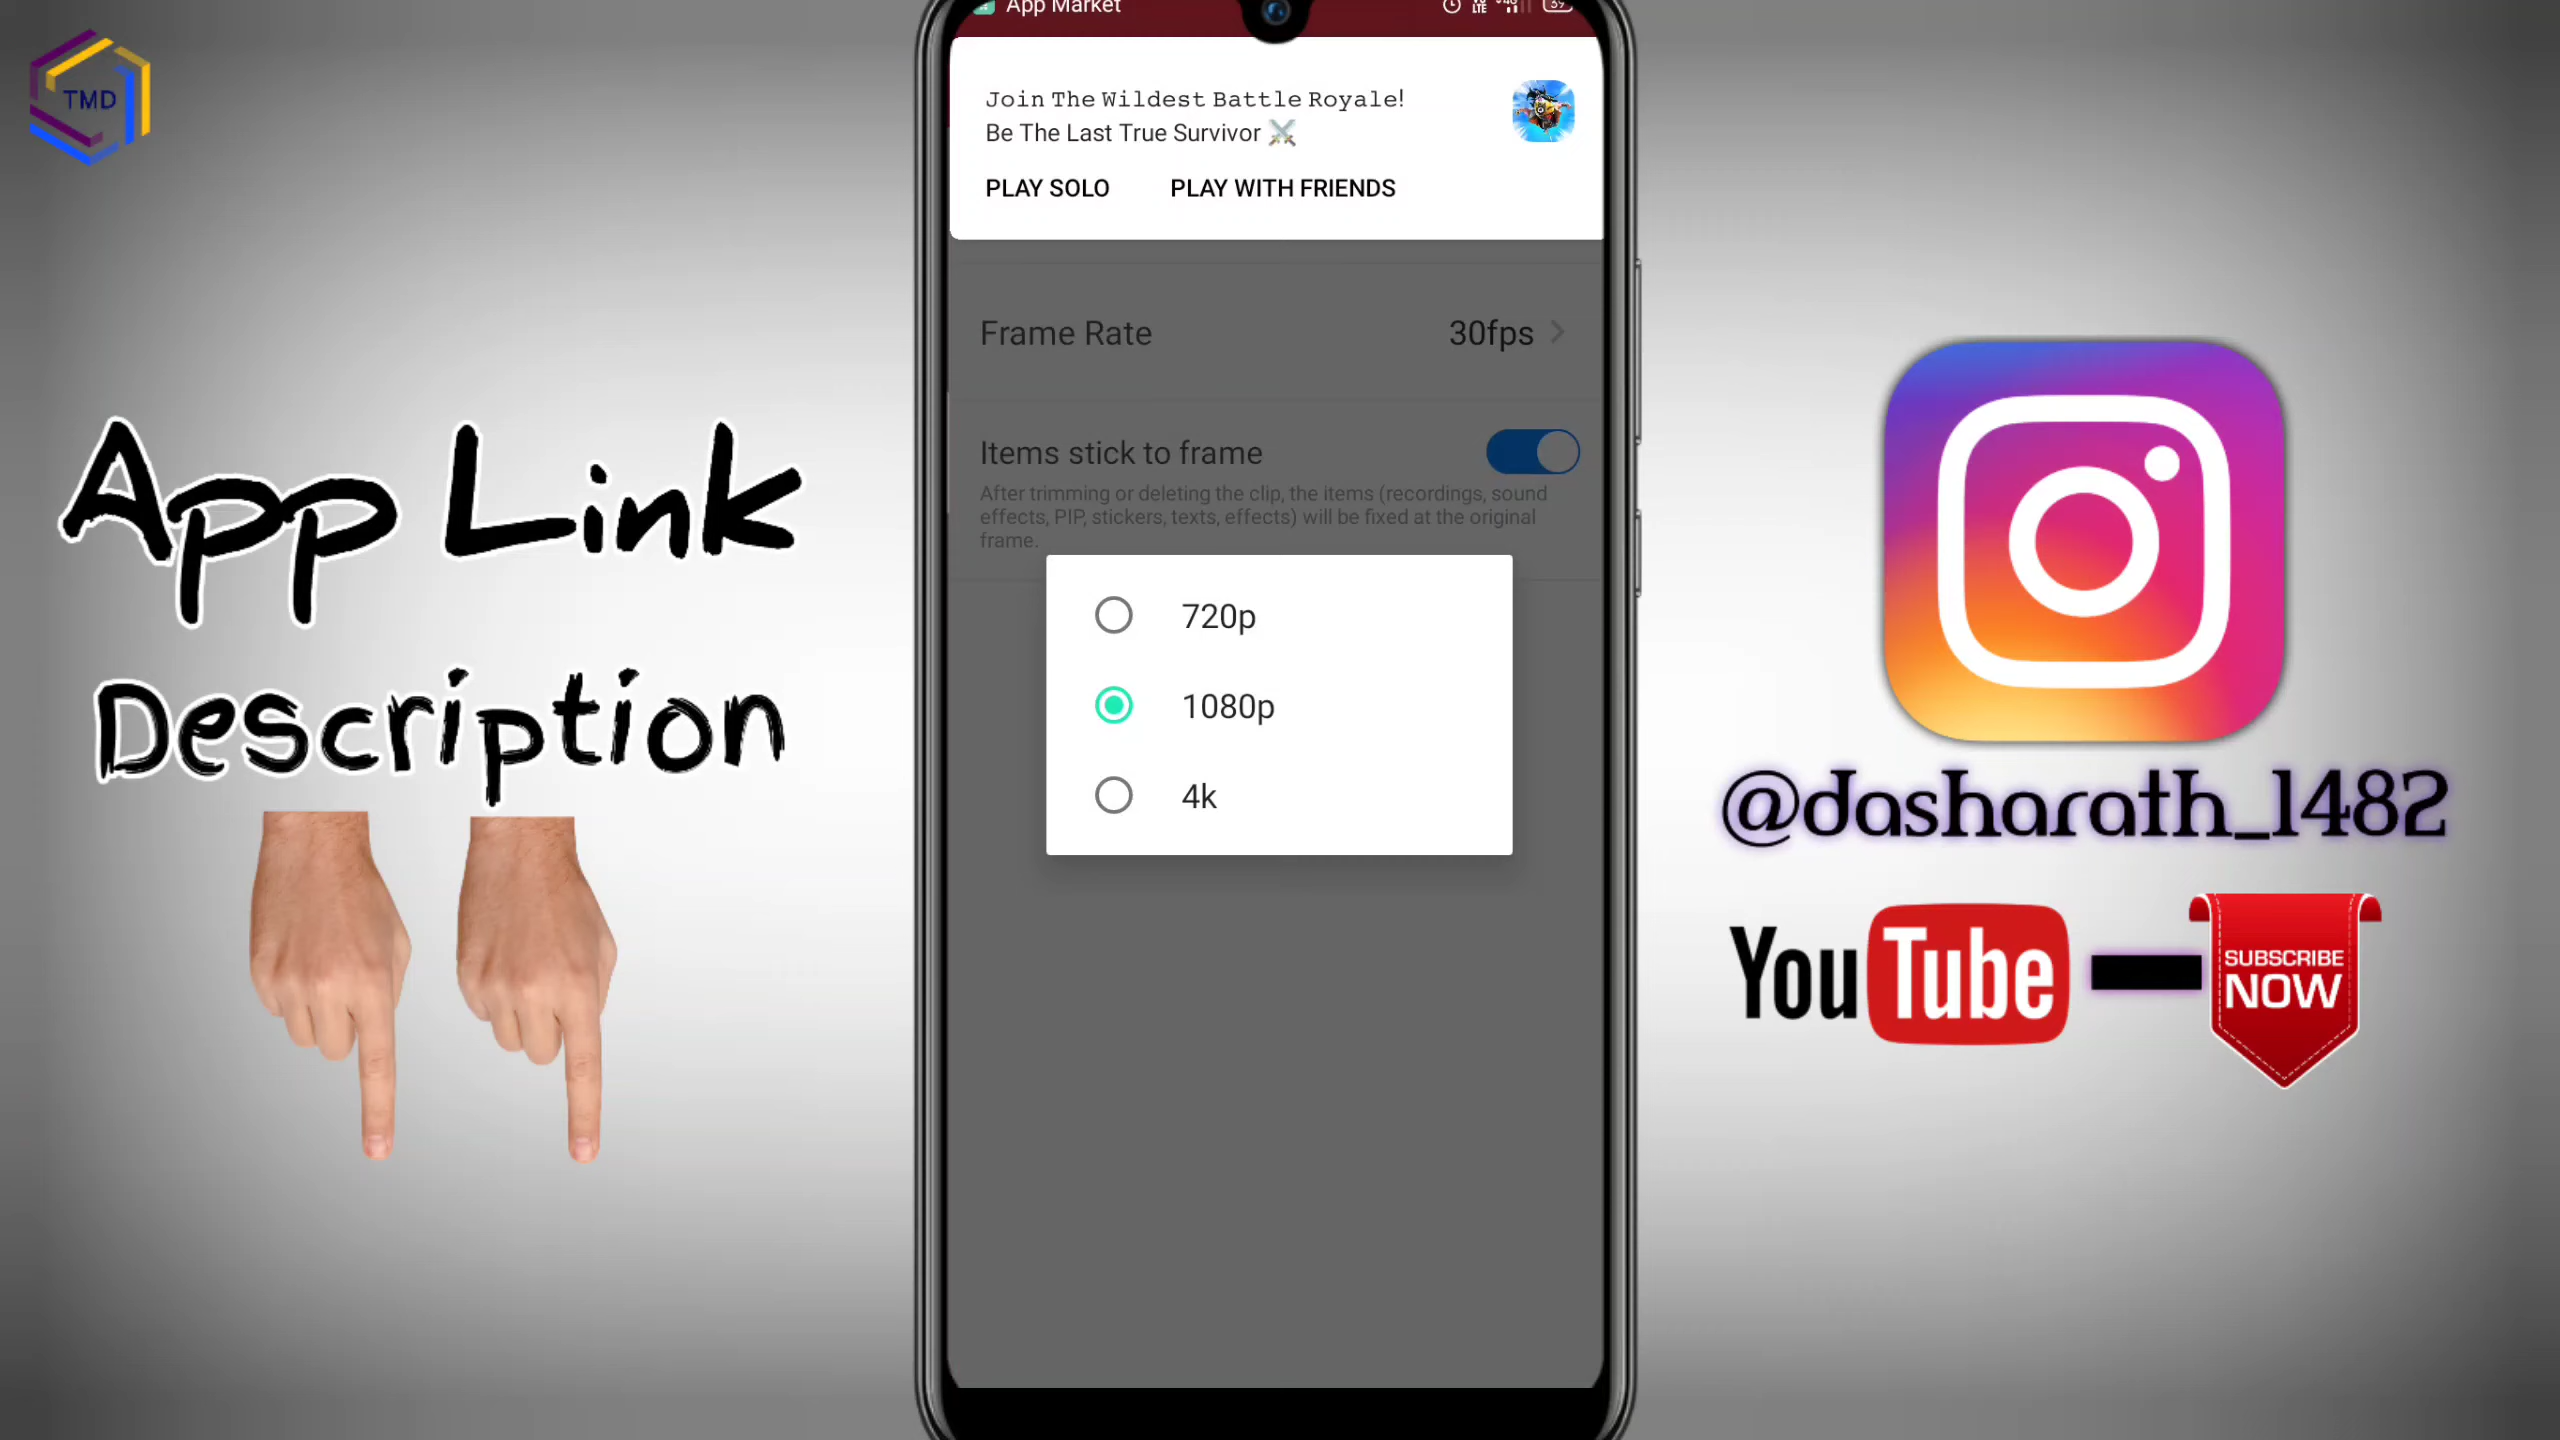 TMD
App Link
Description
App Market
Join The Wildest Battle Royale!
Be The Last True Survivor ⚔️
PLAY SOLO PLAY WITH FRIENDS
Frame Rate 30fps
Items stick to frame
After trimming or deleting the clip, the items (recordings, sound
effects, PIP, stickers, texts, effects) will be fixed at the original
frame.
720p
1080p
4k
@dasharath_1482
YouTube
SUBSCRIBE
NOW